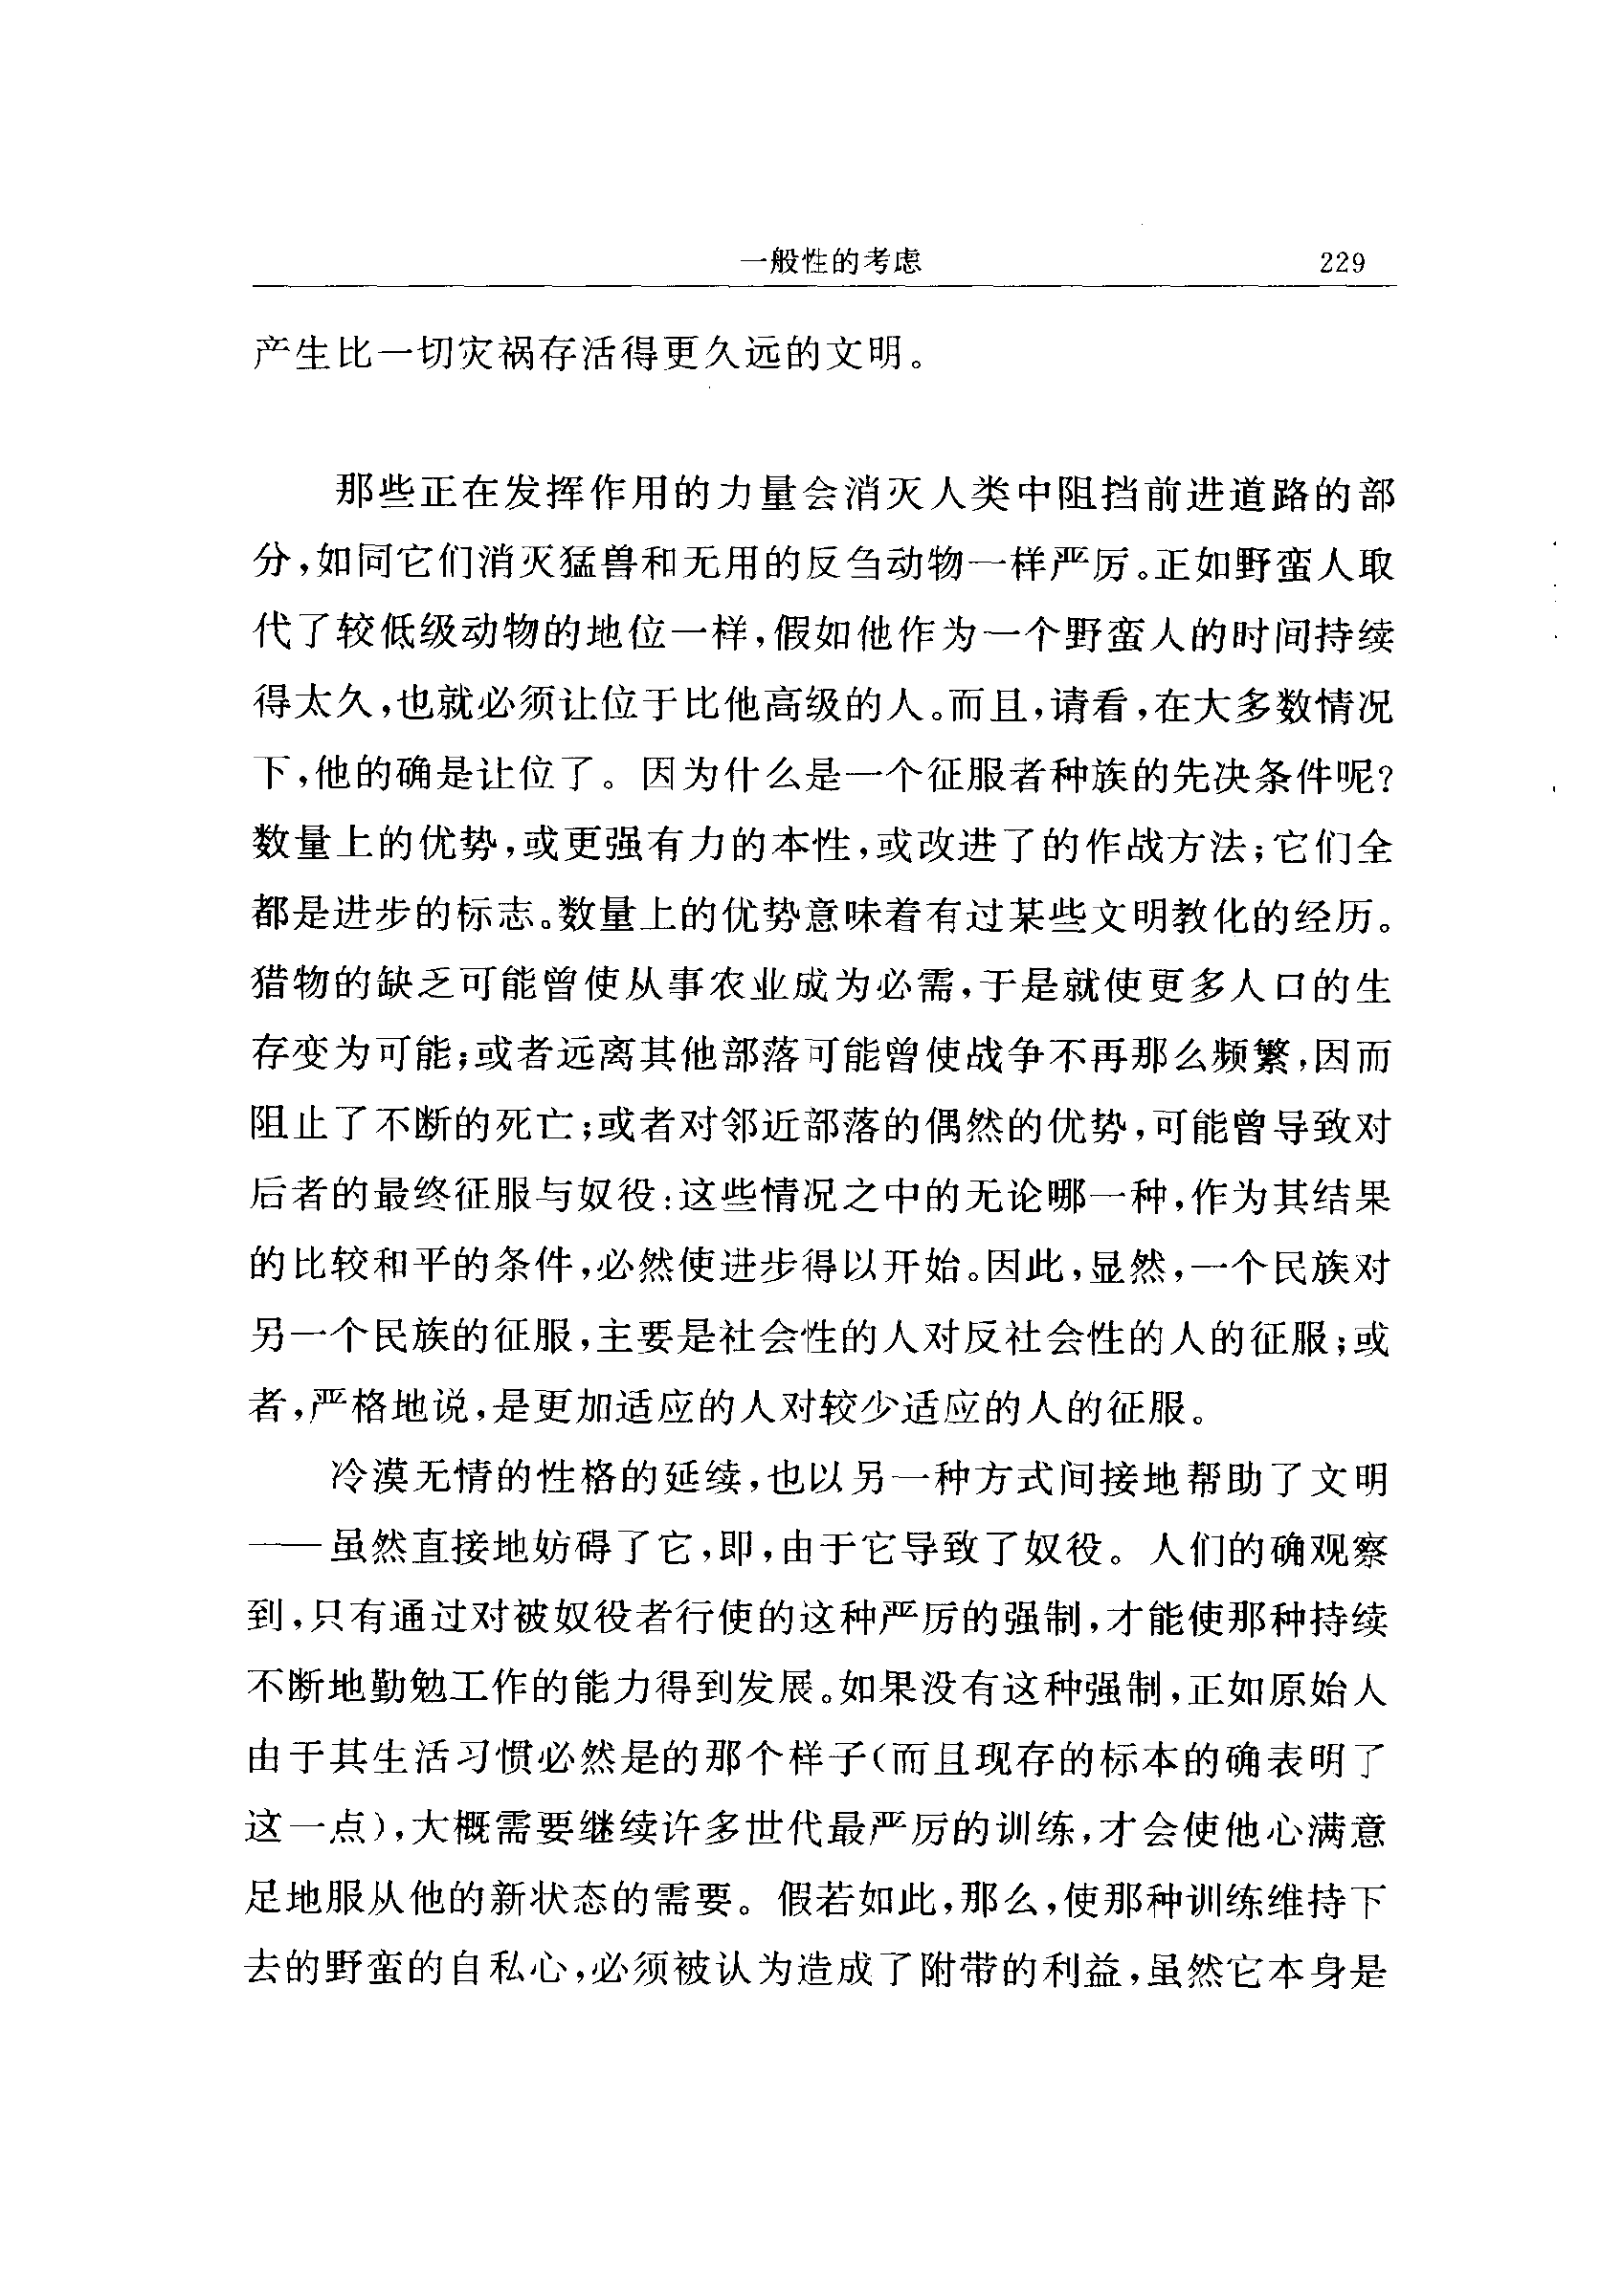 一般性的考虑 229
产生比一切灾祸存活得更久远的文明。
那些正在发挥作用的力量会消灭人类中阻挡前进道路的部
分,如同它们消灭猛兽和无用的反刍动物一样严厉。正如野蛮人取
代了较低级动物的地位一样,假如他作为一个野蛮人的时间持续
得太久,也就必须让位于比他高级的人。而且,请看,在大多数情况
下,他的确是让位了。因为什么是一个征服者种族的先决条件呢?
数量上的优势,或更强有力的本性,或改进了的作战方法;它们全
都是进步的标志。数量上的优势意味着有过某些文明教化的经历。
猎物的缺乏可能曾使从事农业成为必需,于是就使更多人口的生
存变为可能;或者远离其他部落可能曾使战争不再那么频繁,因而
阻止了不断的死亡;或者对邻近部落的偶然的优势,可能曾导致对
后者的最终征服与奴役:这些情况之中的无论哪一种,作为其结果
的比较和平的条件,必然使进步得以开始。因此,显然,一个民族对
另一个民族的征服,主要是社会性的人对反社会性的人的征服;或
者,严格地说,是更加适应的人对较少适应的人的征服。
冷漠无情的性格的延续,也以另一种方式间接地帮助了文明
——虽然直接地妨碍了它,即,由于它导致了奴役。人们的确观察
到,只有通过对被奴役者行使的这种严厉的强制,才能使那种持续
不断地勤勉工作的能力得到发展。如果没有这种强制,正如原始人
由于其生活习惯必然是的那个样子(而且现存的标本的确表明了
这一点),大概需要继续许多世代最严厉的训练,才会使他心满意
足地服从他的新状态的需要。假若如此,那么,使那种训练维持下
去的野蛮的自私心,必须被认为造成了附带的利益,虽然它本身是